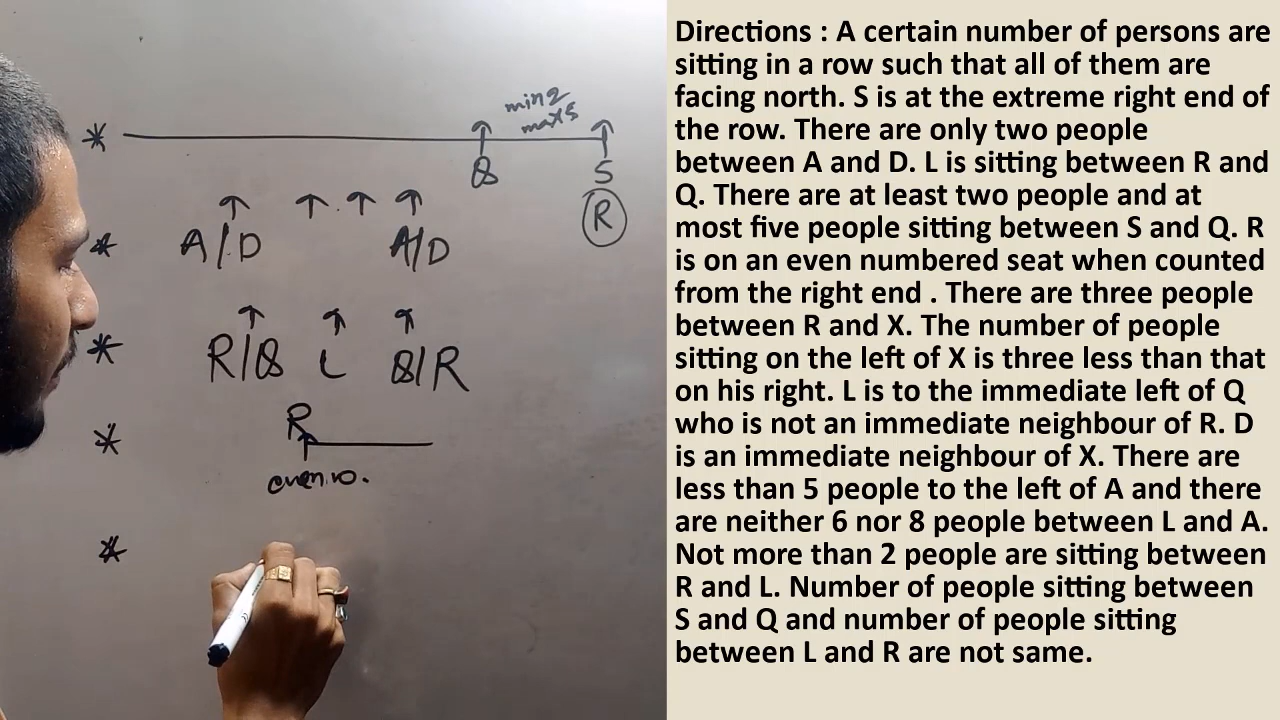 min 2
max 5
*
Q S
R
* A/D A/D
* R/Q L Q/R
R
*
even no.
*
Directions : A certain number of persons are
sitting in a row such that all of them are
facing north. S is at the extreme right end of
the row. There are only two people
between A and D. L is sitting between R and
Q. There are at least two people and at
most five people sitting between S and Q. R
is on an even numbered seat when counted
from the right end . There are three people
between R and X. The number of people
sitting on the left of X is three less than that
on his right. L is to the immediate left of Q
who is not an immediate neighbour of R. D
is an immediate neighbour of X. There are
less than 5 people to the left of A and there
are neither 6 nor 8 people between L and A.
Not more than 2 people are sitting between
R and L. Number of people sitting between
S and Q and number of people sitting
between L and R are not same.